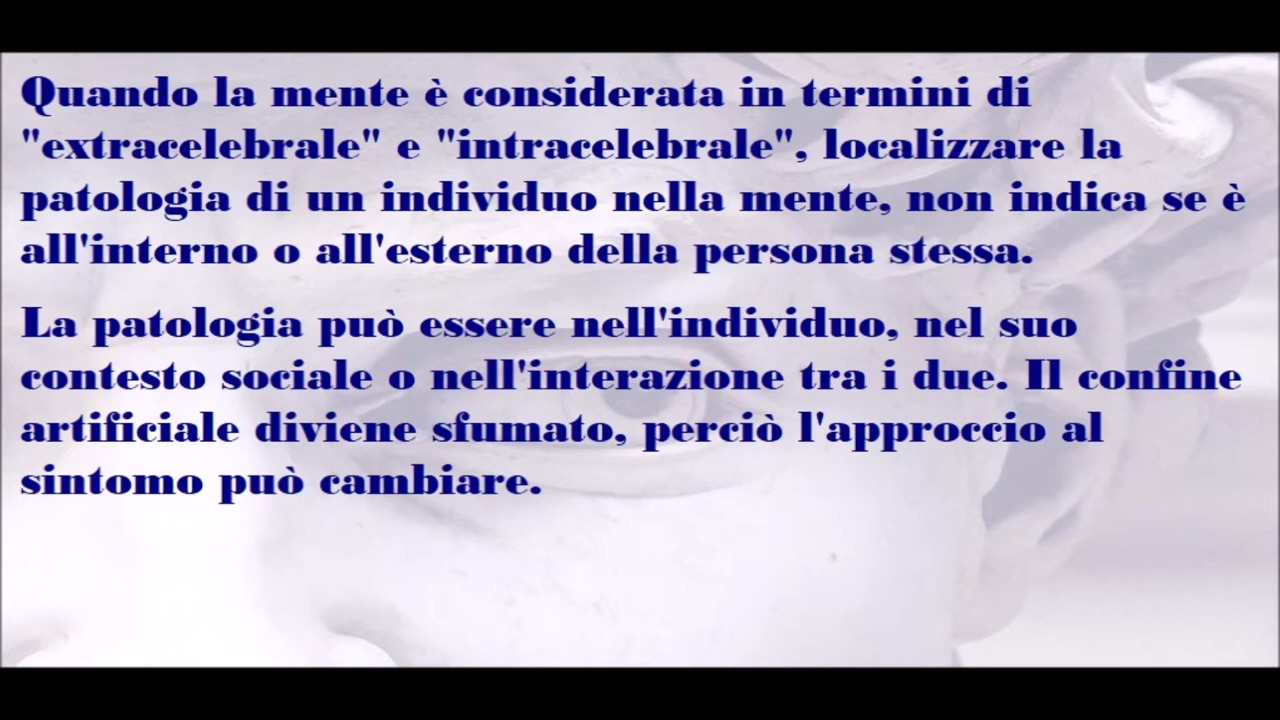 Quando la mente è considerata in termini di
"extracelebrale" e "intracelebrale", localizzare la
patologia di un individuo nella mente, non indica se è
all'interno o all'esterno della persona stessa.
La patologia può essere nell'individuo, nel suo
contesto sociale o nell'interazione tra i due. Il confine
artificiale diviene sfumato, perciò l'approccio al
sintomo può cambiare.